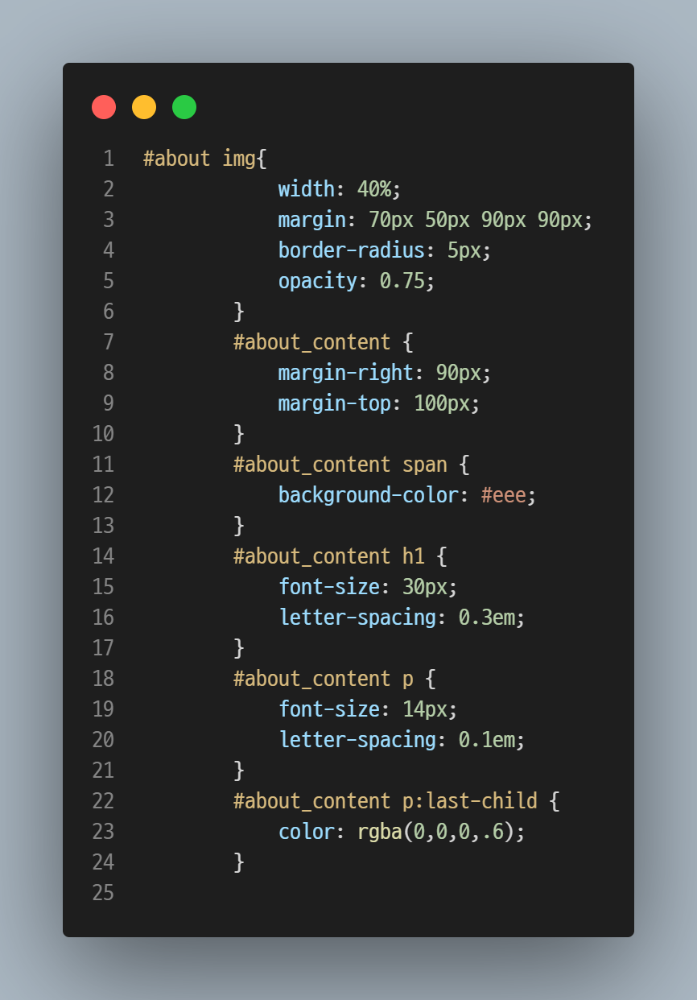 1 #about img{
2             width: 40%;
3             margin: 70px 50px 90px 90px;
4             border-radius: 5px;
5             opacity: 0.75;
6         }
7         #about_content {
8             margin-right: 90px;
9             margin-top: 100px;
10         }
11         #about_content span {
12             background-color: #eee;
13         }
14         #about_content h1 {
15             font-size: 30px;
16             letter-spacing: 0.3em;
17         }
18         #about_content p {
19             font-size: 14px;
20             letter-spacing: 0.1em;
21         }
22         #about_content p:last-child {
23             color: rgba(0,0,0,.6);
24         }
25